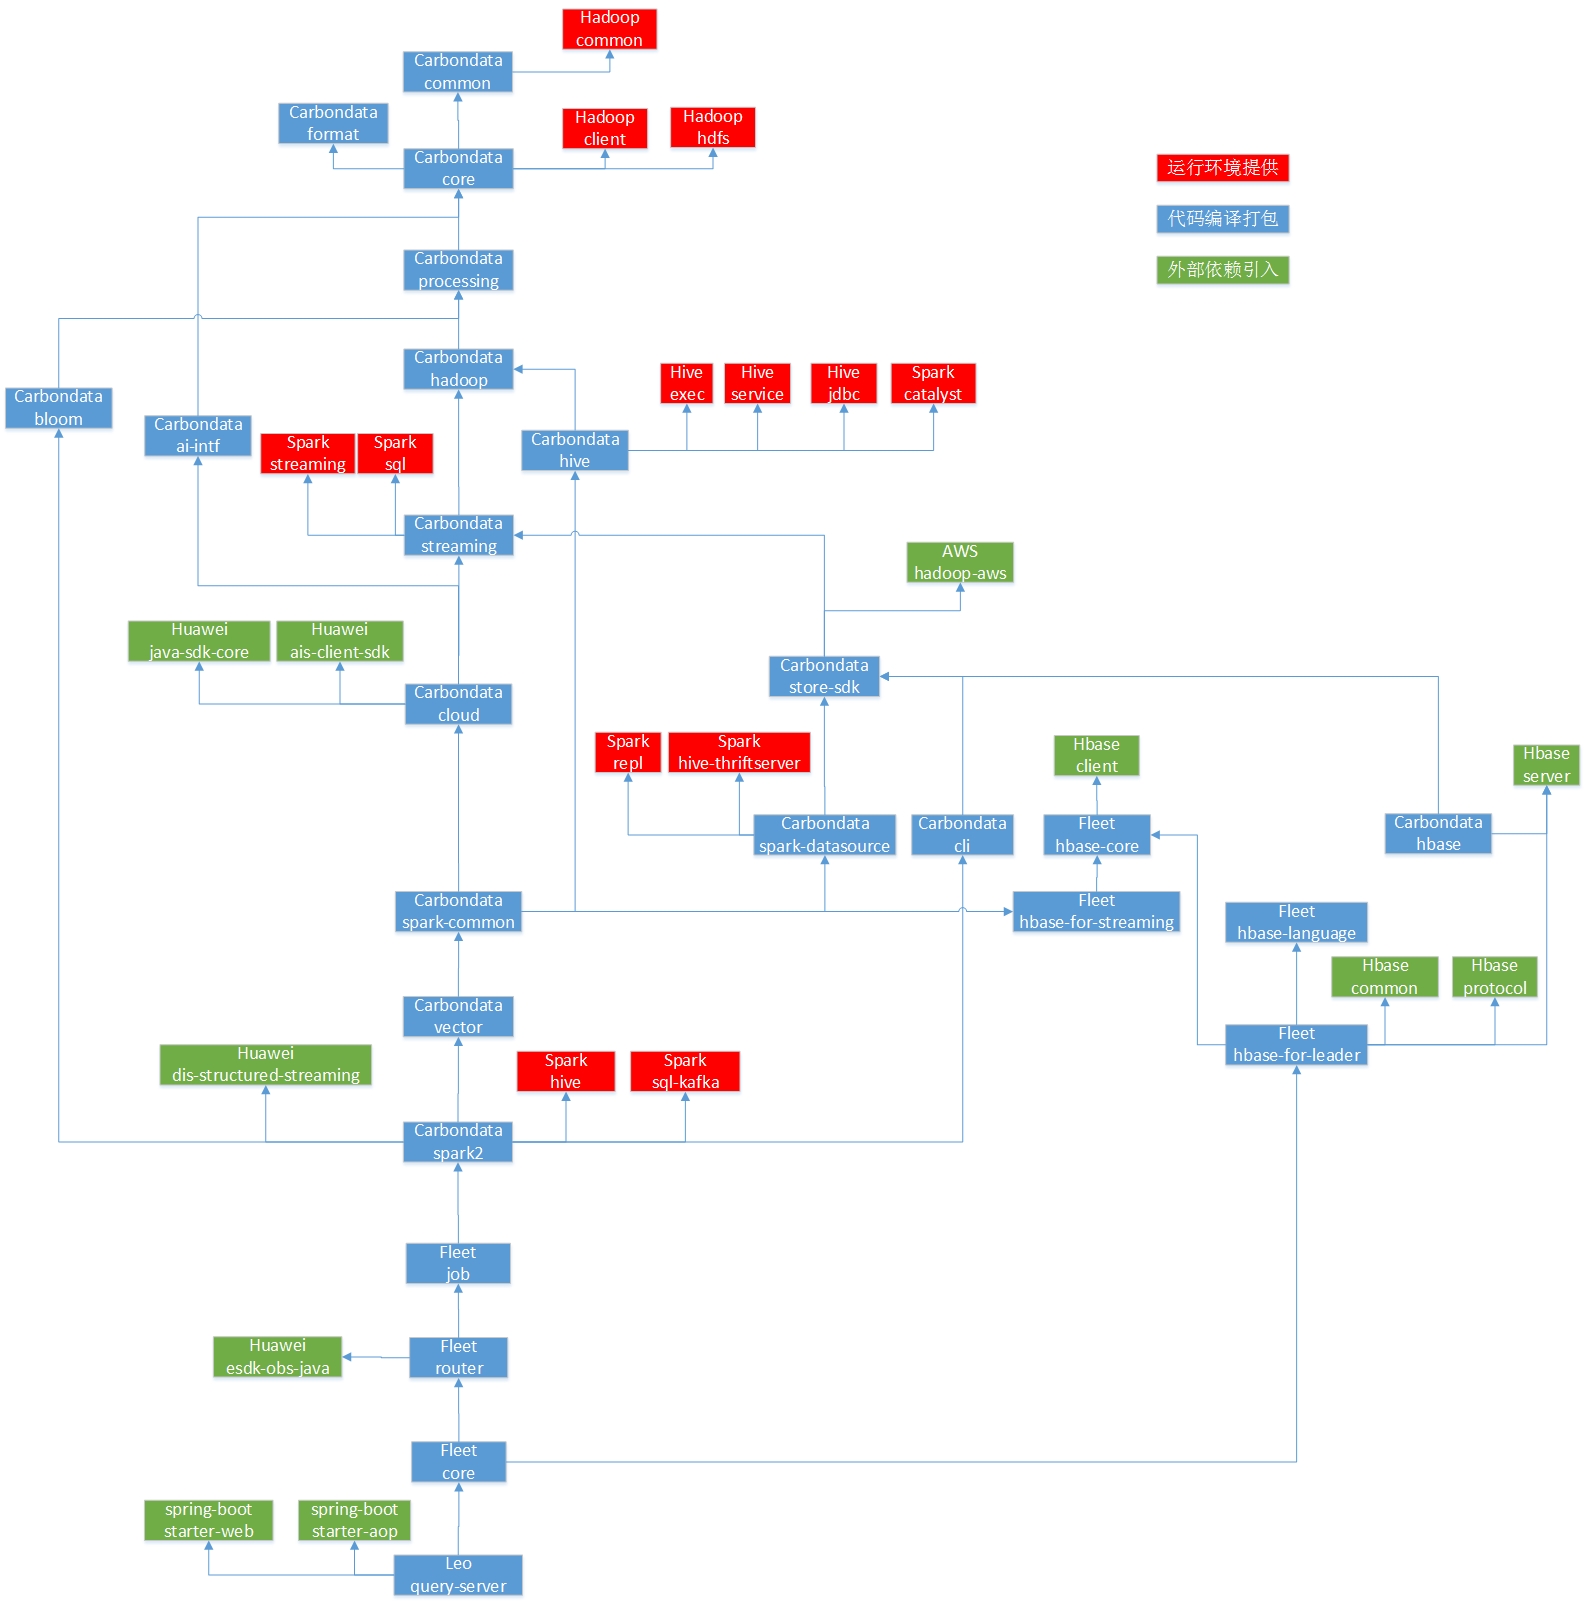 Hadoop
common
Carbondata
common
Carbondata
format
Hadoop
client
Hadoop
hdfs
Carbondata
core
运行环境提供
代码编译打包
外部依赖引入
Carbondata
processing
Carbondata
hadoop
Hive
exec
Hive
service
Hive
jdbc
Spark
catalyst
Carbondata
bloom
Carbondata
ai-intf
Spark
streaming
Spark
sql
Carbondata
hive
Carbondata
streaming
AWS
hadoop-aws
Huawei
java-sdk-core
Huawei
ais-client-sdk
Carbondata
store-sdk
Carbondata
cloud
Spark
repl
Spark
hive-thriftserver
Hbase
client
Hbase
server
Carbondata
spark-datasource
Carbondata
cli
Fleet
hbase-core
Carbondata
hbase
Carbondata
spark-common
Fleet
hbase-for-streaming
Fleet
hbase-language
Hbase
common
Hbase
protocol
Carbondata
vector
Fleet
hbase-for-leader
Huawei
dis-structured-streaming
Spark
hive
Spark
sql-kafka
Carbondata
spark2
Fleet
job
Huawei
esdk-obs-java
Fleet
router
Fleet
core
spring-boot
starter-web
spring-boot
starter-aop
Leo
query-server